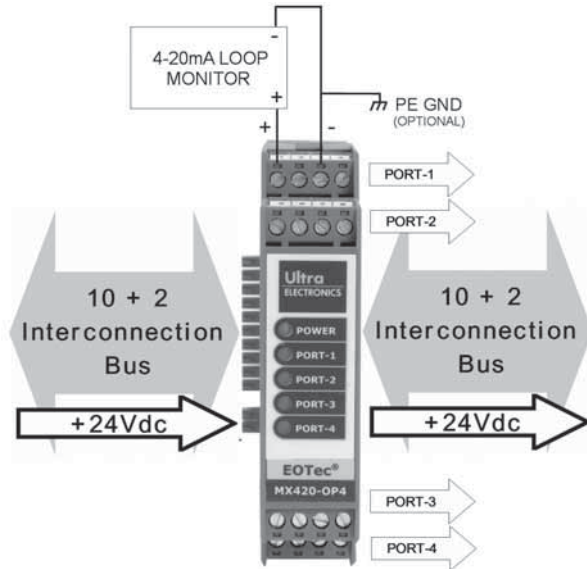 -
4-20mA LOOP
MONITOR
+
PE GND
(OPTIONAL)
+
-
PORT-1
PORT-2
10 + 2
Interconnection
Bus
+24Vdc
Ultra
ELECTRONICS
POWER
PORT-1
PORT-2
PORT-3
PORT-4
EOTec®
MX420-OP4
10 + 2
Interconnection
Bus
+24Vdc
PORT-3
PORT-4